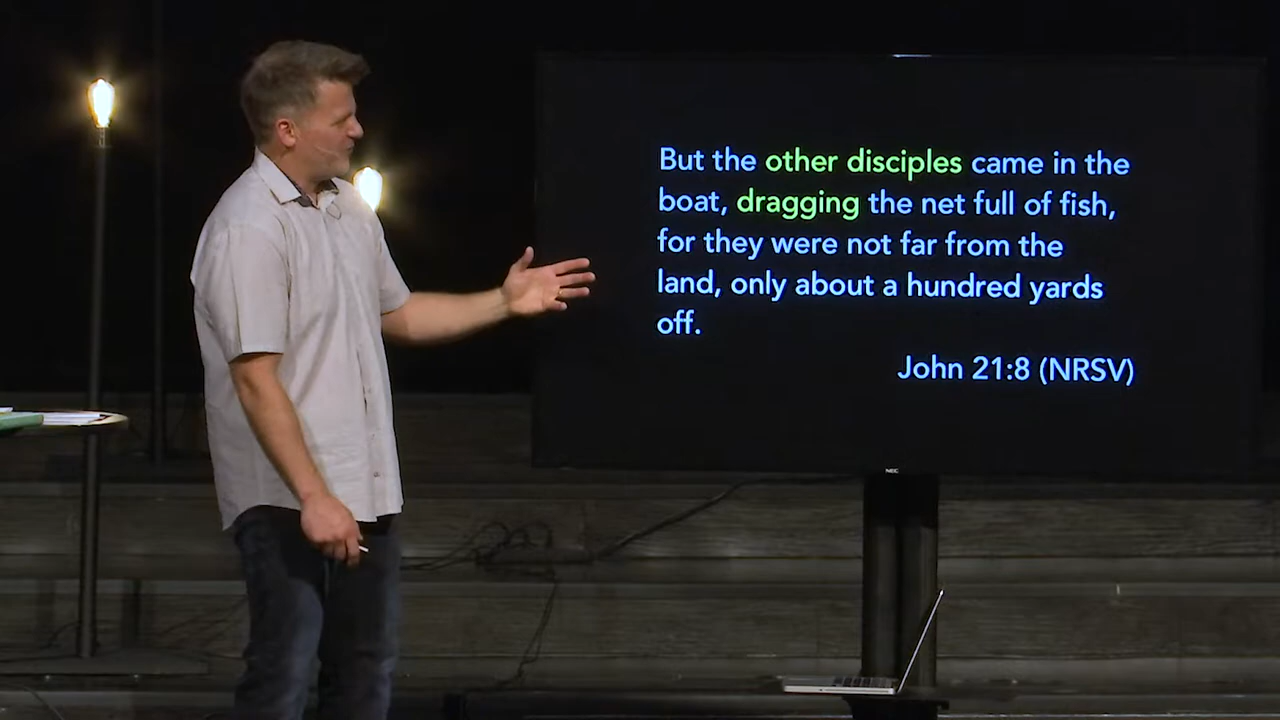 But the other disciples came in the
boat, dragging the net full of fish,
for they were not far from the
land, only about a hundred yards
off.
John 21:8 (NRSV)
NEC